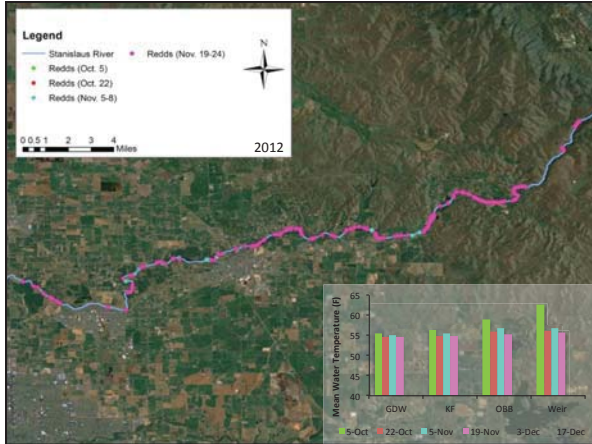 Legend
Stanislaus River
Redds (Oct. 5)
Redds (Oct. 22)
Redds (Nov. 5-8)
Redds (Nov. 19-24)
N
0 0.5 1 2 3 4
Miles
2012
Mean Water Temperature (F)
65
60
55
50
45
40
GDW KF OBB Weir
5-Oct 22-Oct 5-Nov 19-Nov 3-Dec 17-Dec